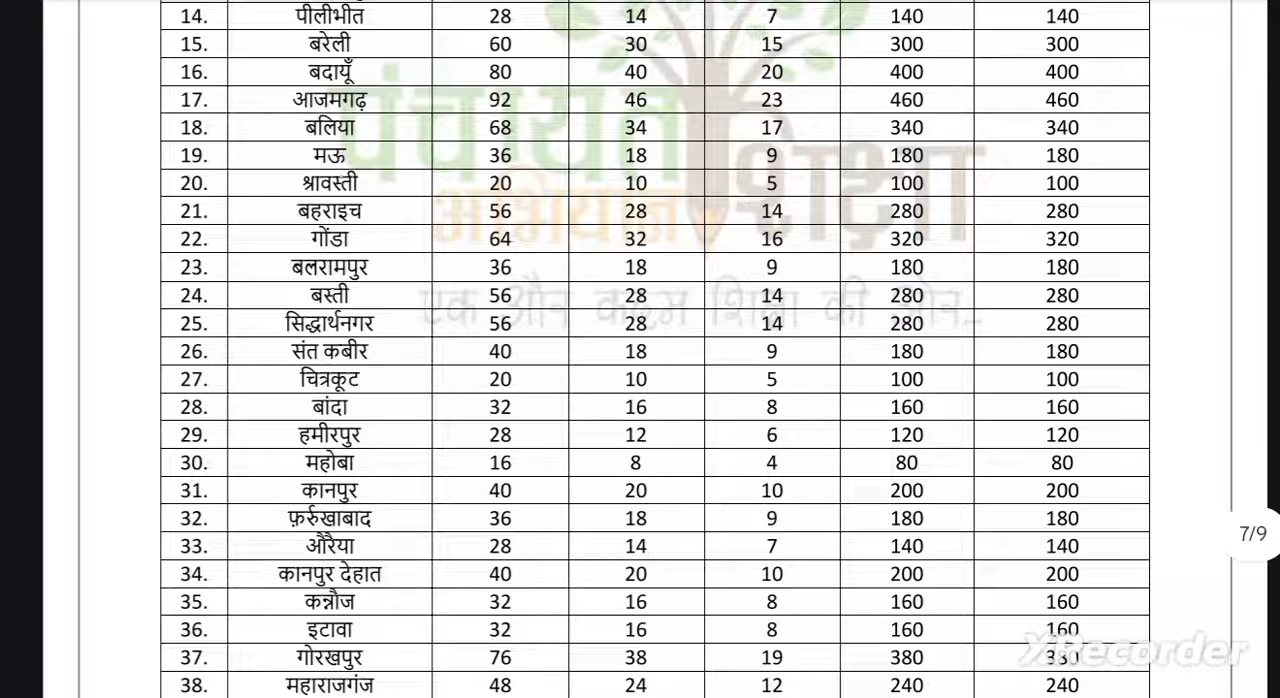 14. पीलीभीत 28 14 7 140 140
15. बरेली 60 30 15 300 300
16. बदायूँ 80 40 20 400 400
17. आजमगढ़ 92 46 23 460 460
18. बलिया 68 34 17 340 340
19. मऊ 36 18 9 180 180
20. श्रावस्ती 20 10 5 100 100
21. बहराइच 56 28 14 280 280
22. गोंडा 64 32 16 320 320
23. बलरामपुर 36 18 9 180 180
24. बस्ती 56 28 14 280 280
25. सिद्धार्थनगर 56 28 14 280 280
26. संत कबीर 40 18 9 180 180
27. चित्रकूट 20 10 5 100 100
28. बांदा 32 16 8 160 160
29. हमीरपुर 28 12 6 120 120
30. महोबा 16 8 4 80 80
31. कानपुर 40 20 10 200 200
32. फ़र्रुखाबाद 36 18 9 180 180
33. औरैया 28 14 7 140 140
34. कानपुर देहात 40 20 10 200 200
35. कन्नौज 32 16 8 160 160
36. इटावा 32 16 8 160 160
37. गोरखपुर 76 38 19 380 380
38. महाराजगंज 48 24 12 240 240
पंचायत शिक्षा
अभियान
एक और कदम शिक्षा की ओर...
7/9
XRecorder